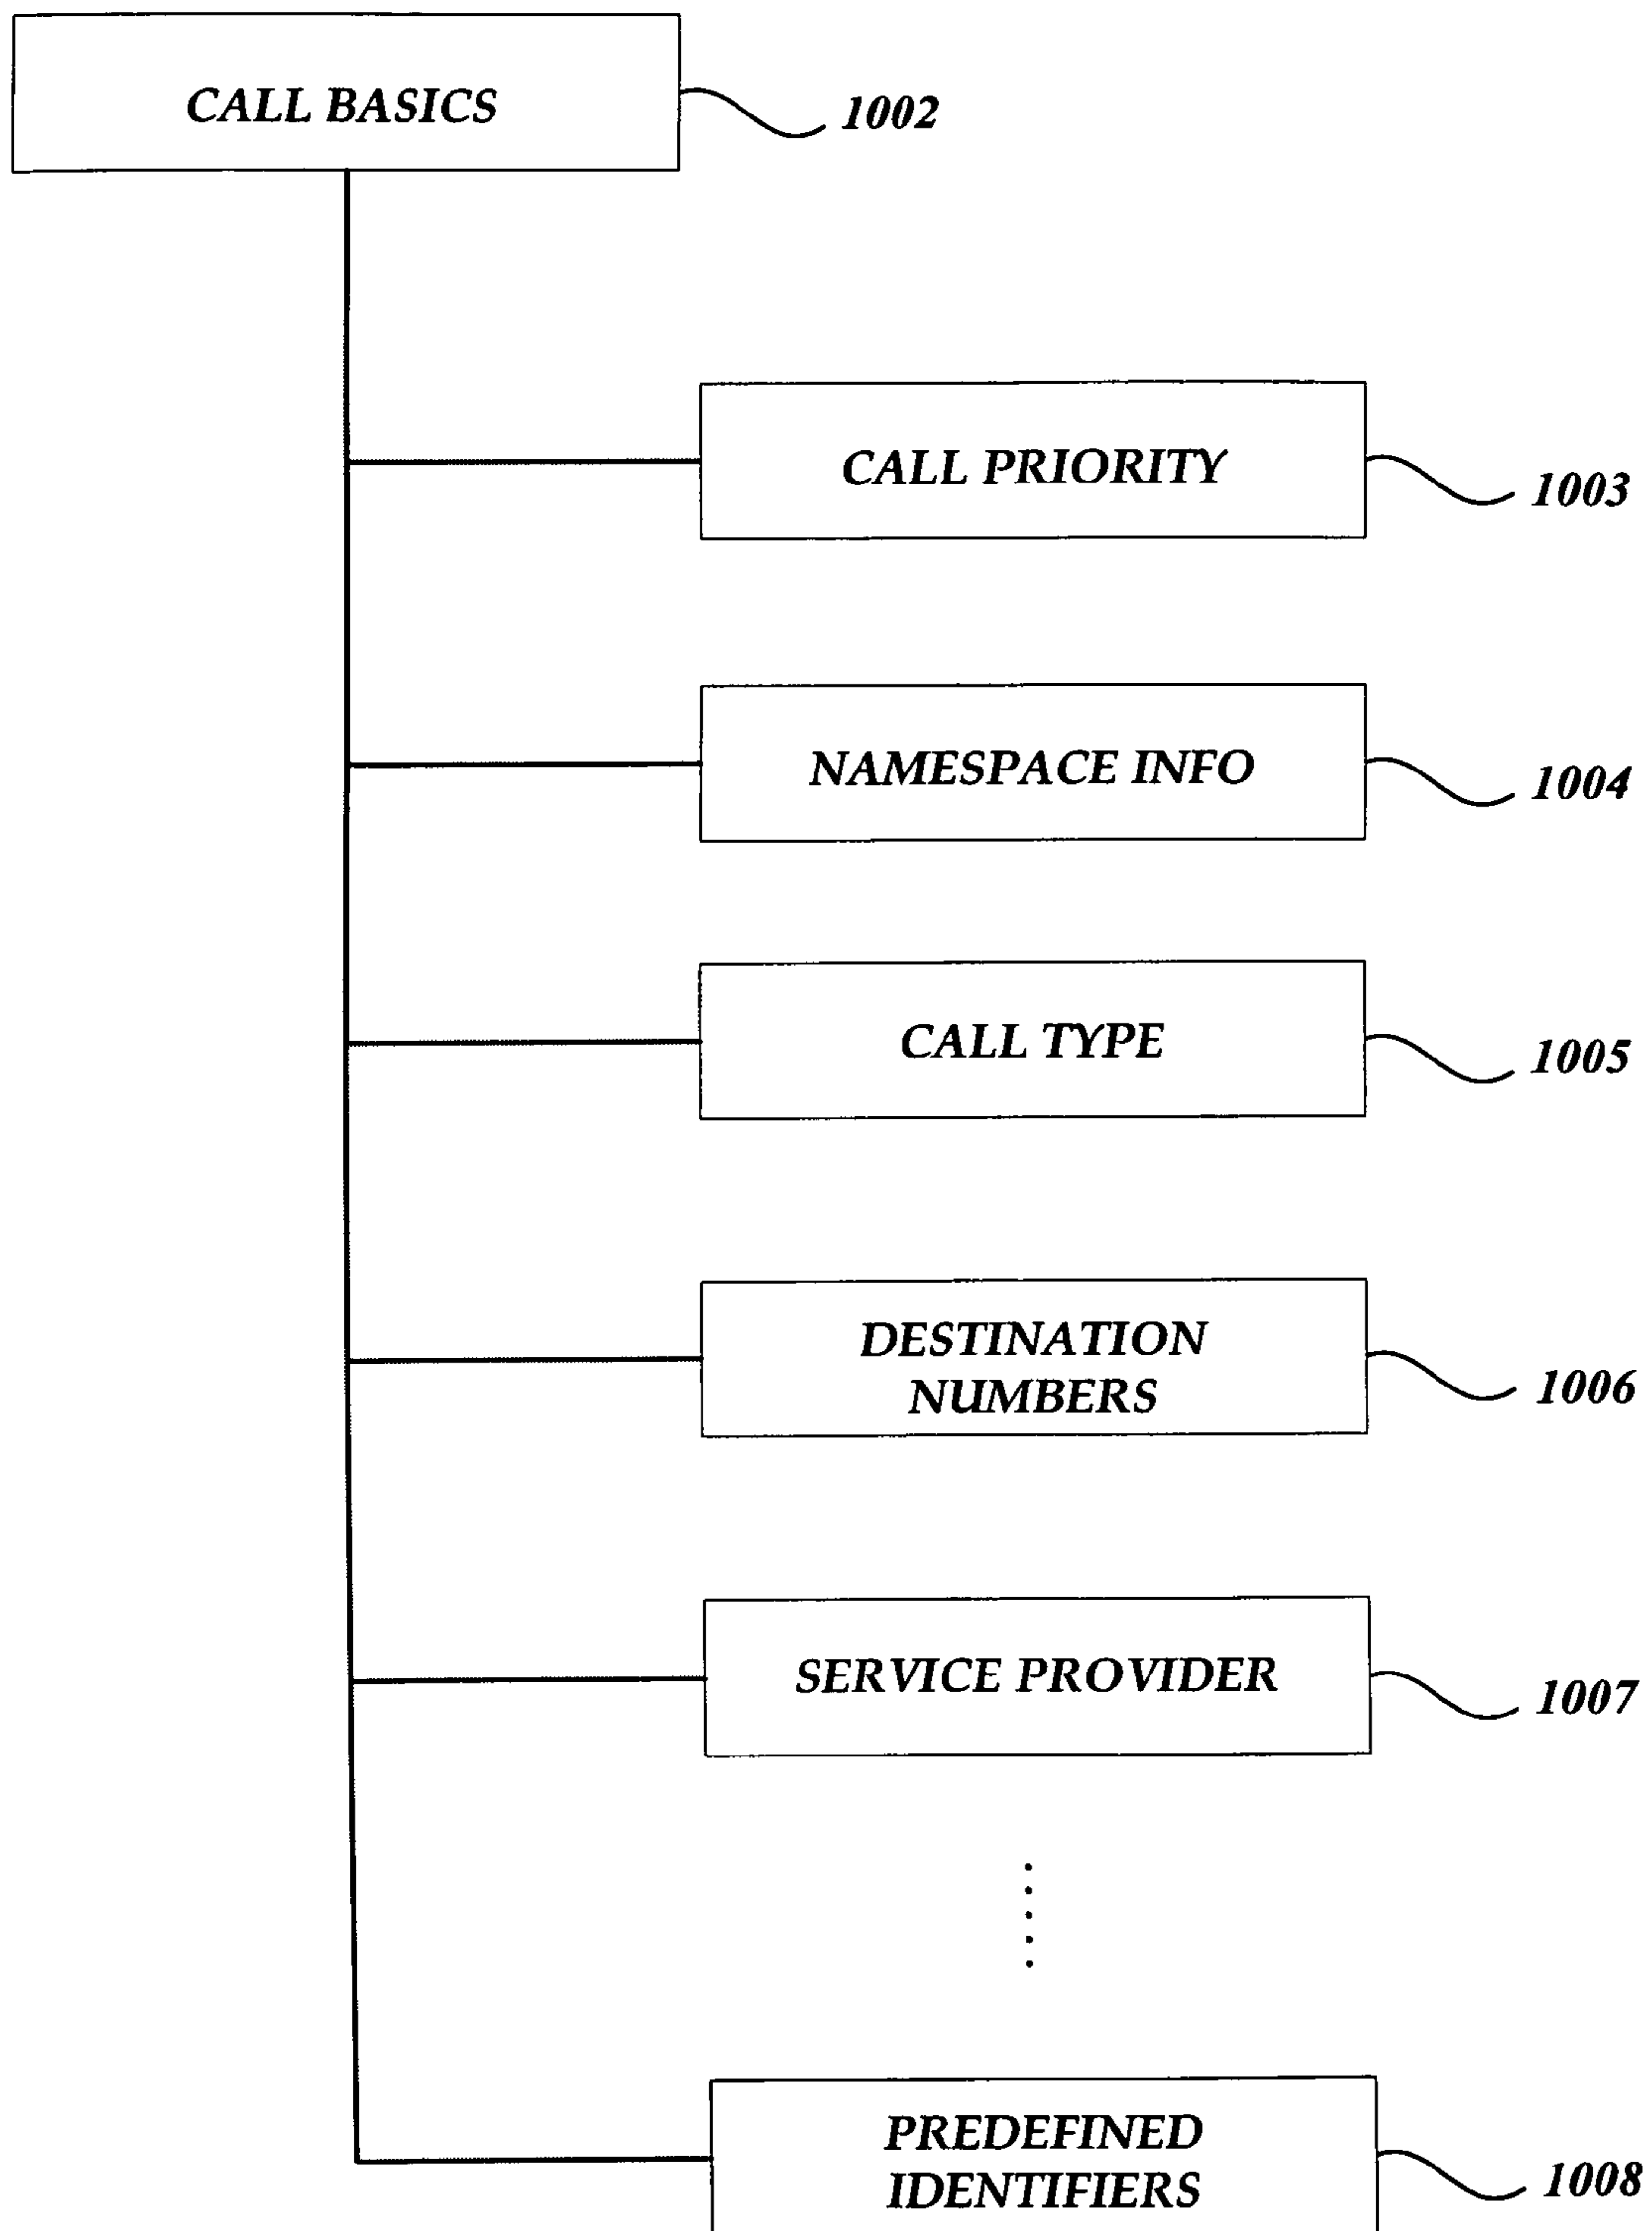 CALL BASICS
1002
CALL PRIORITY
1003
NAMESPACE INFO
1004
CALL TYPE
1005
DESTINATION
NUMBERS
1006
SERVICE PROVIDER
1007
PREDEFINED
IDENTIFIERS
1008